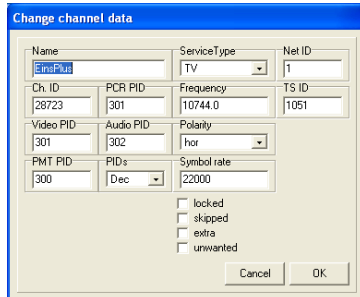 Change channel data
Name ServiceType Net ID
EinsPlus TV 1
Ch. ID PCR PID Frequency TS ID
28723 301 10744.0 1051
Video PID Audio PID Polarity
301 302 hor
PMT PID PIDs Symbol rate
300 Dec 22000
locked
skipped
extra
unwanted
Cancel OK